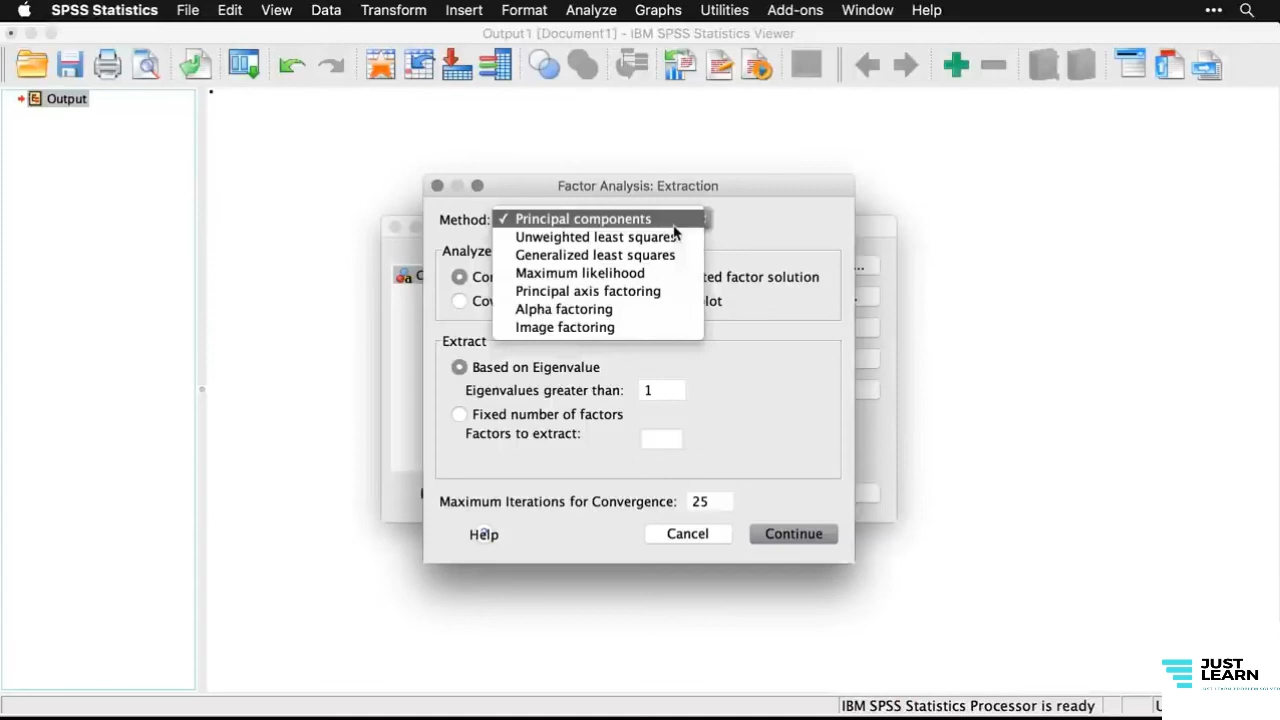 SPSS Statistics File Edit View Data Transform Insert Format Analyze Graphs Utilities Add-ons Window Help
Output1 [Document1] - IBM SPSS Statistics Viewer
Output
Factor Analysis: Extraction
Method: ✓ Principal components
Unweighted least squares
Generalized least squares
Maximum likelihood
Principal axis factoring
Alpha factoring
Image factoring
Analyze
Cor ted factor solution
Cov lot
Extract
Based on Eigenvalue
Eigenvalues greater than: 1
Fixed number of factors
Factors to extract:
Maximum Iterations for Convergence: 25
Help Cancel Continue
JUST
LEARN
IBM SPSS Statistics Processor is ready